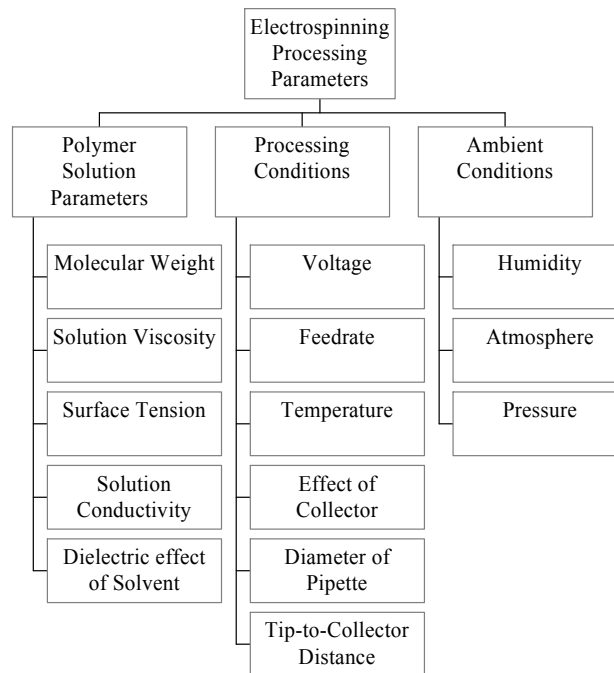 Electrospinning
Processing
Parameters
Polymer
Solution
Parameters
Processing
Conditions
Ambient
Conditions
Molecular Weight
Solution Viscosity
Surface Tension
Solution
Conductivity
Dielectric effect
of Solvent
Voltage
Feedrate
Temperature
Effect of
Collector
Diameter of
Pipette
Tip-to-Collector
Distance
Humidity
Atmosphere
Pressure